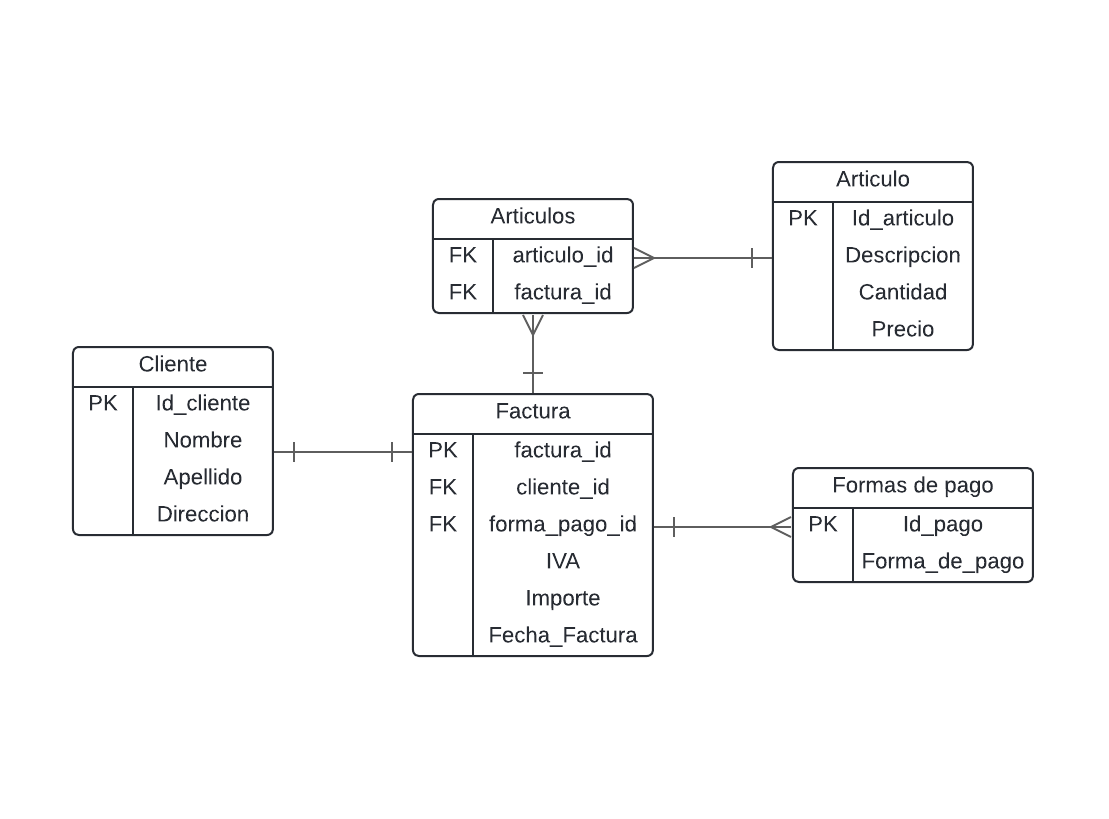 Articulo
PK Id_articulo
Descripcion
Cantidad
Precio
Articulos
FK articulo_id
FK factura_id
Cliente
PK Id_cliente
Nombre
Apellido
Direccion
Factura
PK factura_id
FK cliente_id
FK forma_pago_id
IVA
Importe
Fecha_Factura
Formas de pago
PK Id_pago
Forma_de_pago